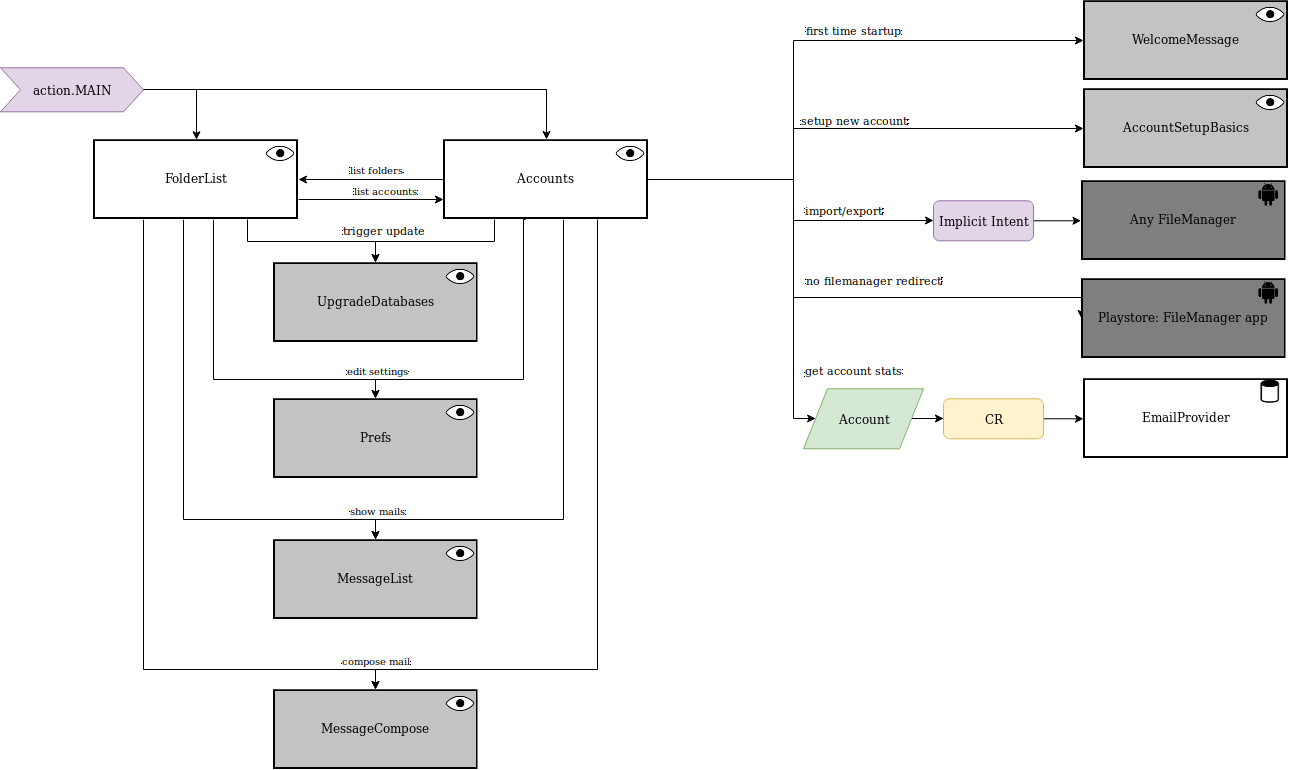 first time startup
WelcomeMessage
action.MAIN
setup new account
AccountSetupBasics
FolderList
list folders
list accounts
Accounts
import/export
Implicit Intent
Any FileManager
trigger update
UpgradeDatabases
no filemanager redirect
Playstore: FileManager app
edit settings
get account stats
Account
CR
EmailProvider
Prefs
show mails
MessageList
compose mail
MessageCompose